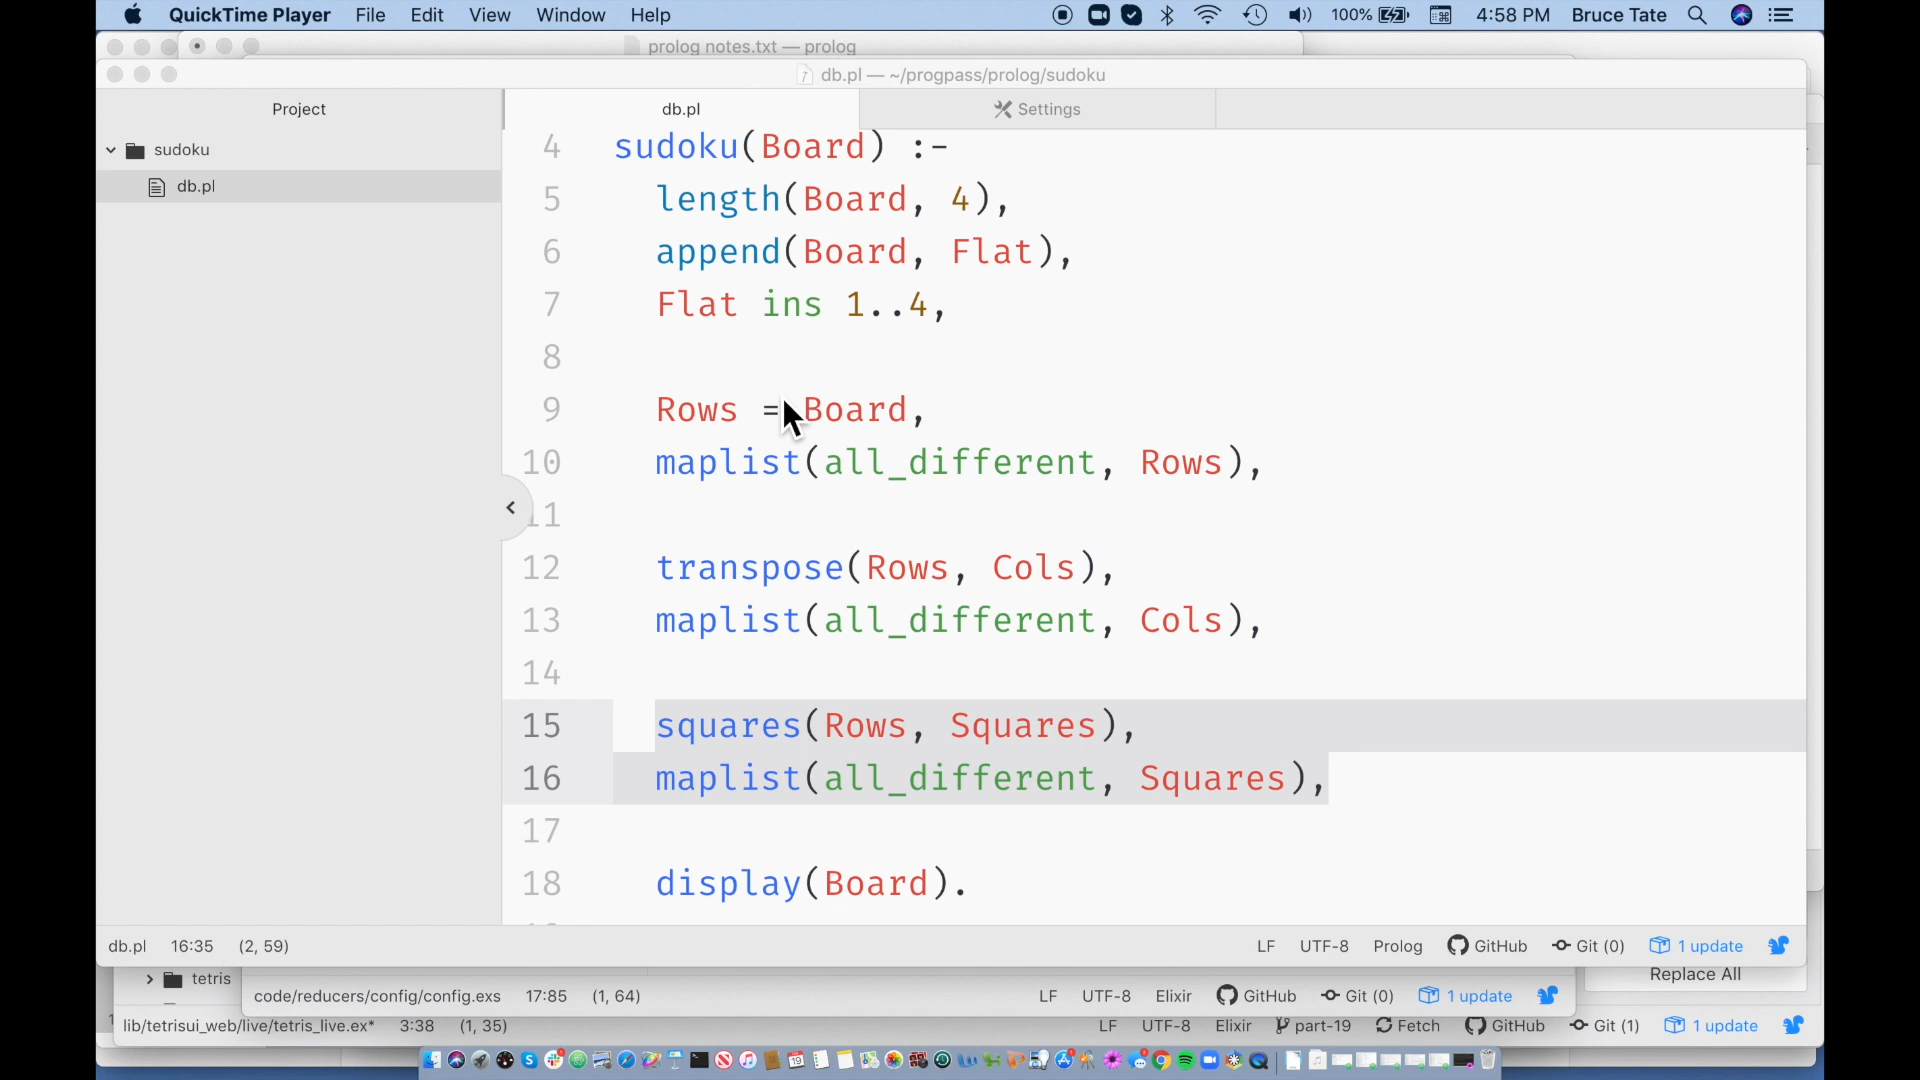 QuickTime Player File Edit View Window Help 100% 4:58 PM Bruce Tate
prolog notes.txt — prolog
db.pl — ~/progpass/prolog/sudoku
Project db.pl Settings
sudoku
db.pl
4 sudoku(Board) :-
5 length(Board, 4),
6 append(Board, Flat),
7 Flat ins 1..4,
8
9 Rows = Board,
10 maplist(all_different, Rows),
11
12 transpose(Rows, Cols),
13 maplist(all_different, Cols),
14
15 squares(Rows, Squares),
16 maplist(all_different, Squares),
17
18 display(Board).
db.pl 16:35 (2, 59) LF UTF-8 Prolog GitHub Git (0) 1 update
Replace All
tetris
code/reducers/config/config.exs 17:85 (1, 64) LF UTF-8 Elixir GitHub Git (0) 1 update
lib/tetrisui_web/live/tetris_live.ex* 3:38 (1, 35) LF UTF-8 Elixir part-19 Fetch GitHub Git (1) 1 update